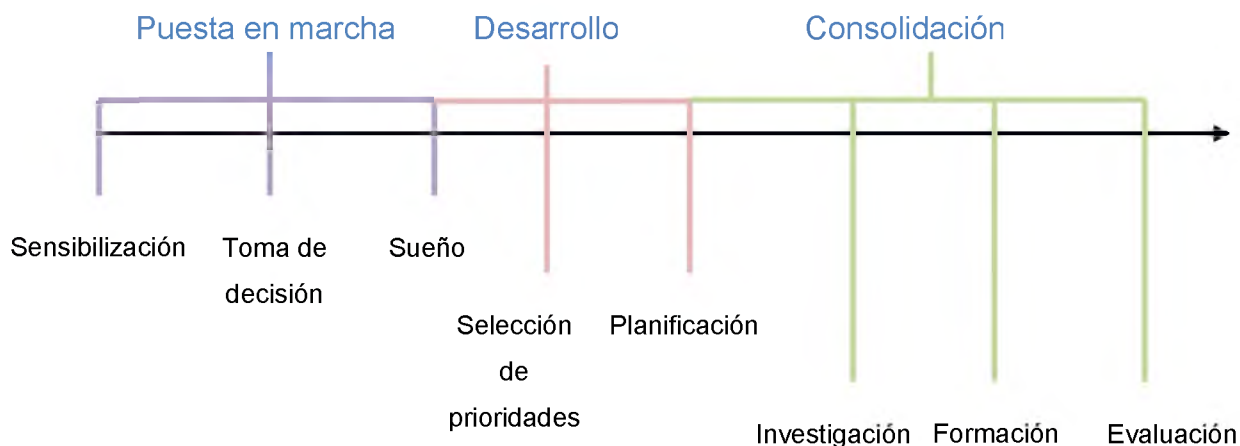 Puesta en marcha
Desarrollo
Consolidación
Sensibilización
Toma de
decisión
Sueño
Selección
de
prioridades
Planificación
Investigación
Formación
Evaluación